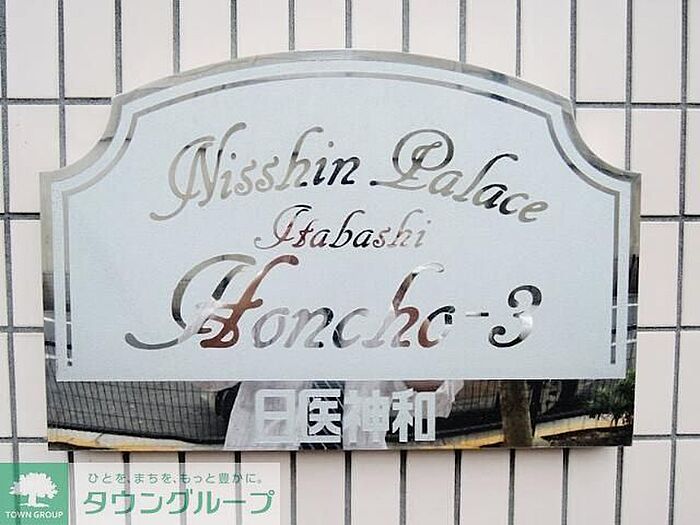 Nisshin Palace
Itabashi
Honcho-3
日医神和
ひとを、まちを、もっと豊かに。
タウングループ
TOWN GROUP